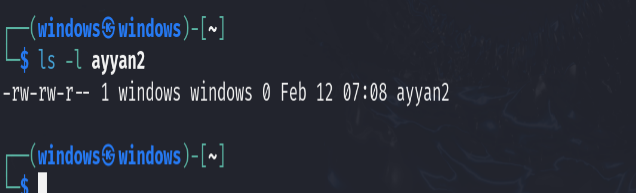 ┌──(windows㉿windows)-[~]
└─$ ls -l ayyan2
-rw-rw-r-- 1 windows windows 0 Feb 12 07:08 ayyan2
┌──(windows㉿windows)-[~]
└─$